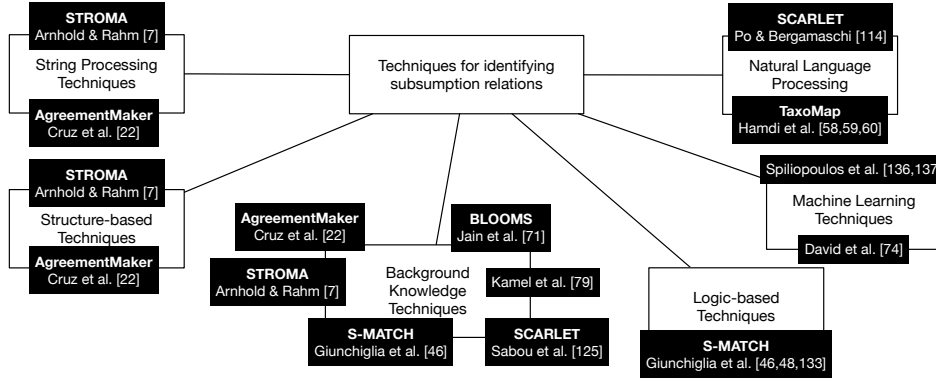 STROMA
Arnhold & Rahm [7]
String Processing
Techniques
AgreementMaker
Cruz et al. [22]
Techniques for identifying
subsumption relations
SCARLET
Po & Bergamaschi [114]
Natural Language
Processing
TaxoMap
Hamdi et al. [58,59,60]
STROMA
Arnhold & Rahm [7]
Structure-based
Techniques
AgreementMaker
Cruz et al. [22]
AgreementMaker
Cruz et al. [22]
BLOOMS
Jain et al. [71]
STROMA
Arnhold & Rahm [7]
Background
Knowledge
Techniques
Kamel et al. [79]
S-MATCH
Giunchiglia et al. [46]
SCARLET
Sabou et al. [125]
Logic-based
Techniques
S-MATCH
Giunchiglia et al. [46,48,133]
Spiliopoulos et al. [136,137]
Machine Learning
Techniques
David et al. [74]